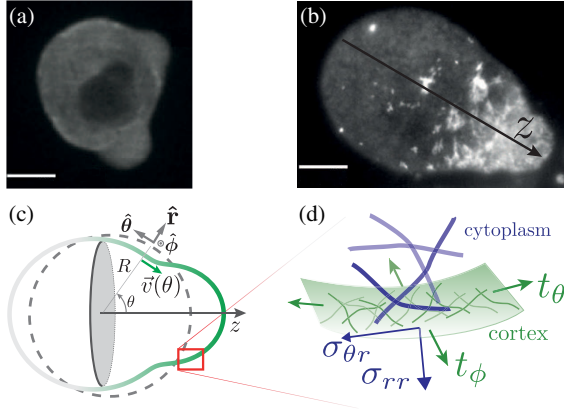 (a)
(b)
z
(c)
θ̂
r̂
ϕ̂
R
v⃗(θ)
θ
z
(d)
cytoplasm
t_θ
cortex
σ_θr
σ_rr
t_ϕ